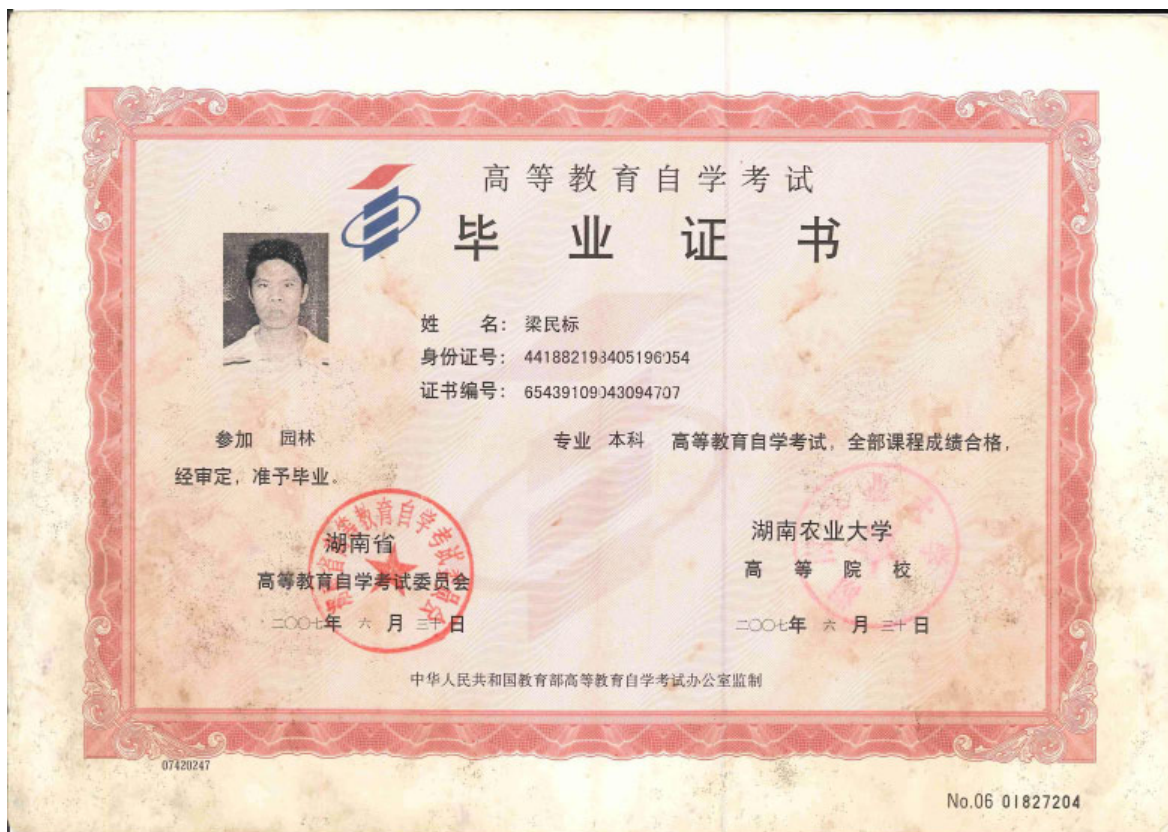 高等教育自学考试
毕业证书
姓 名: 梁民标
身份证号: 441882198405196054
证书编号: 65439109043094707
参加 园林 专业 本科 高等教育自学考试，全部课程成绩合格，
经审定，准予毕业。
湖南省
高等教育自学考试委员会
二〇〇七年 六 月 三十 日
湖南农业大学
高等院校
二〇〇七年 六 月 三十 日
中华人民共和国教育部高等教育自学考试办公室监制
07420247
No.06 01827204